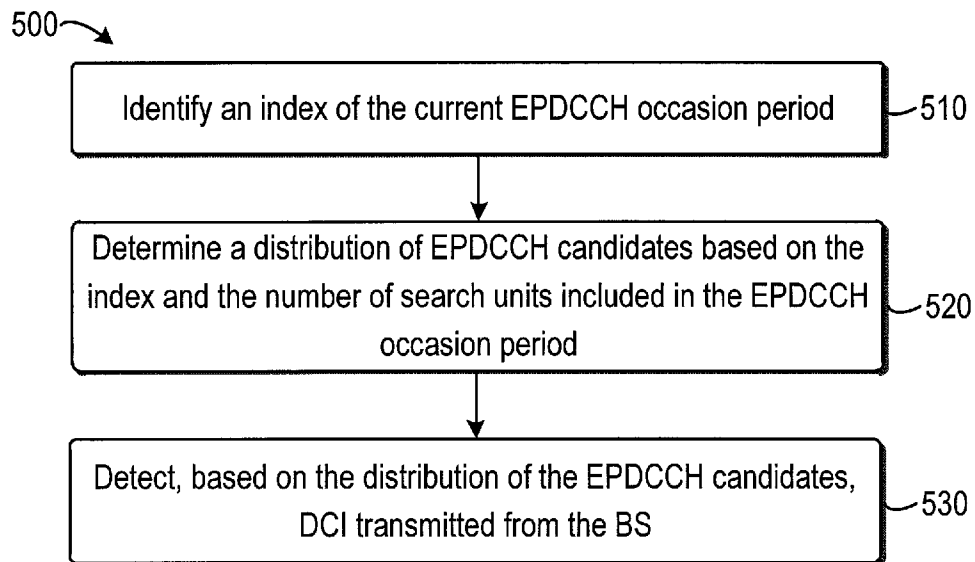 500
Identify an index of the current EPDCCH occasion period
510
Determine a distribution of EPDCCH candidates based on the
index and the number of search units included in the EPDCCH
occasion period
520
Detect, based on the distribution of the EPDCCH candidates,
DCI transmitted from the BS
530